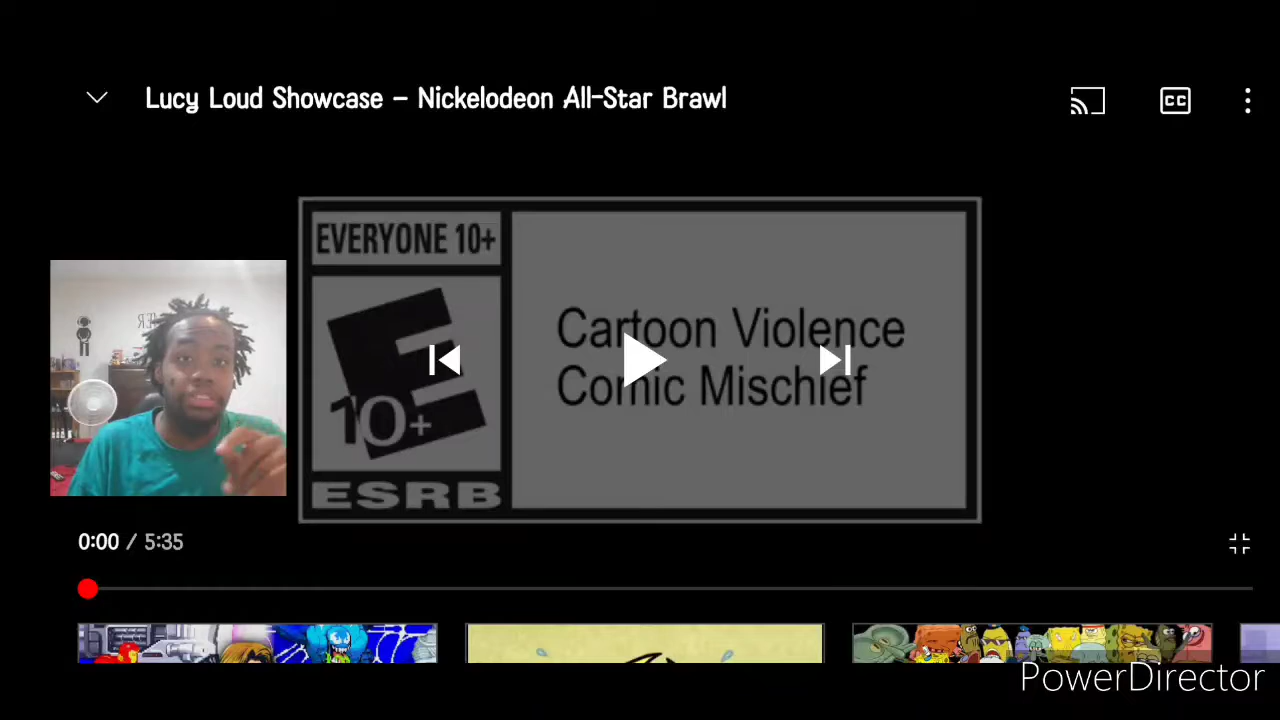 Lucy Loud Showcase – Nickelodeon All-Star Brawl
CC
EVERYONE 10+
Cartoon Violence
Comic Mischief
E
10+
ESRB
0:00 / 5:35
PowerDirector